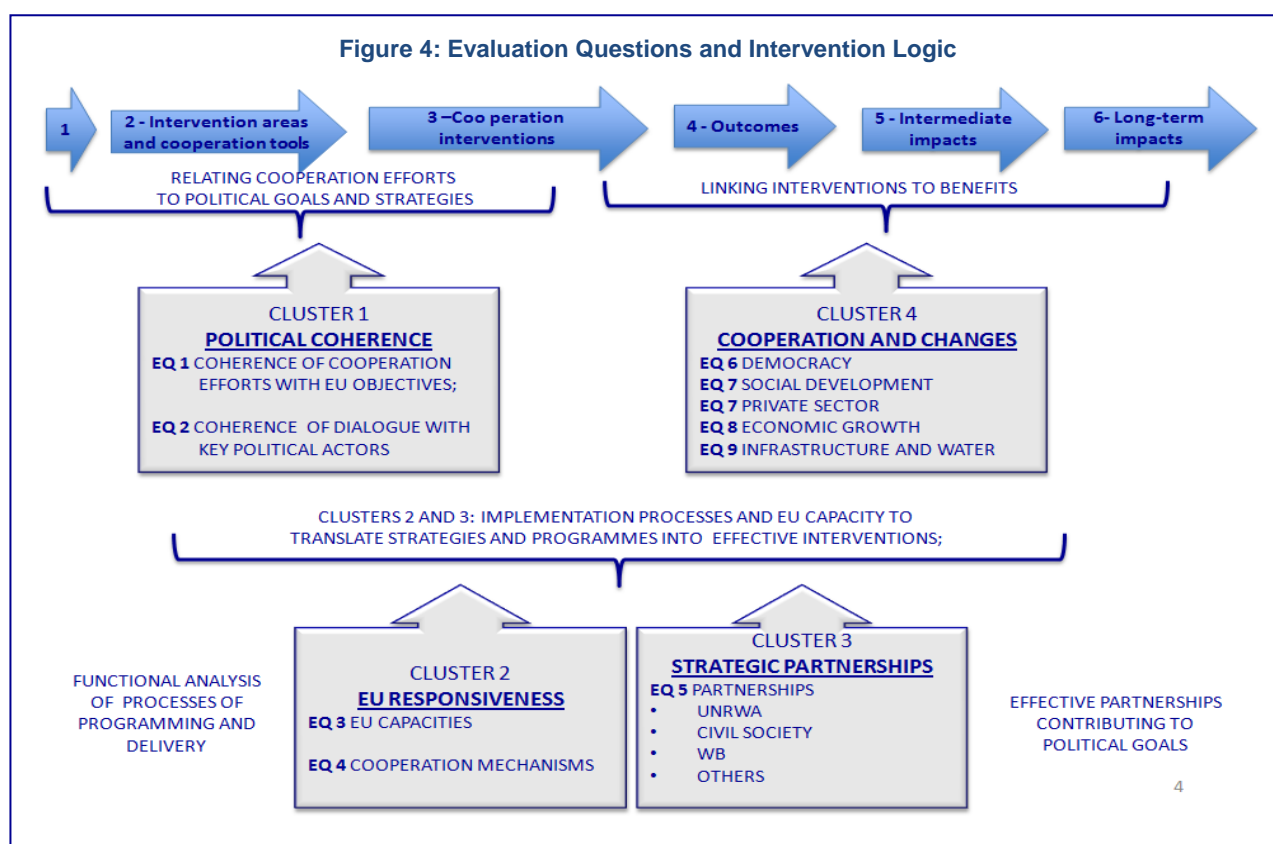 Figure 4: Evaluation Questions and Intervention Logic
1
2 - Intervention areas
and cooperation tools
3 –Coo peration
interventions
4 - Outcomes
5 - Intermediate
impacts
6- Long-term
impacts
RELATING COOPERATION EFFORTS
TO POLITICAL GOALS AND STRATEGIES
LINKING INTERVENTIONS TO BENEFITS
CLUSTER 1
POLITICAL COHERENCE
EQ 1 COHERENCE OF COOPERATION
EFFORTS WITH EU OBJECTIVES;
EQ 2 COHERENCE OF DIALOGUE WITH
KEY POLITICAL ACTORS
CLUSTER 4
COOPERATION AND CHANGES
EQ 6 DEMOCRACY
EQ 7 SOCIAL DEVELOPMENT
EQ 7 PRIVATE SECTOR
EQ 8 ECONOMIC GROWTH
EQ 9 INFRASTRUCTURE AND WATER
CLUSTERS 2 AND 3: IMPLEMENTATION PROCESSES AND EU CAPACITY TO
TRANSLATE STRATEGIES AND PROGRAMMES INTO EFFECTIVE INTERVENTIONS;
FUNCTIONAL ANALYSIS
OF PROCESSES OF
PROGRAMMING AND
DELIVERY
CLUSTER 2
EU RESPONSIVENESS
EQ 3 EU CAPACITIES
EQ 4 COOPERATION MECHANISMS
CLUSTER 3
STRATEGIC PARTNERSHIPS
EQ 5 PARTNERSHIPS
• UNRWA
• CIVIL SOCIETY
• WB
• OTHERS
EFFECTIVE PARTNERSHIPS
CONTRIBUTING TO
POLITICAL GOALS
4